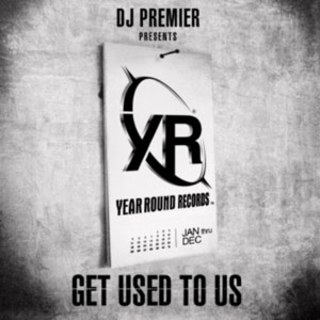 DJ PREMIER
PRESENTS
YR
YEAR ROUND RECORDS
JAN thru
DEC
GET USED TO US